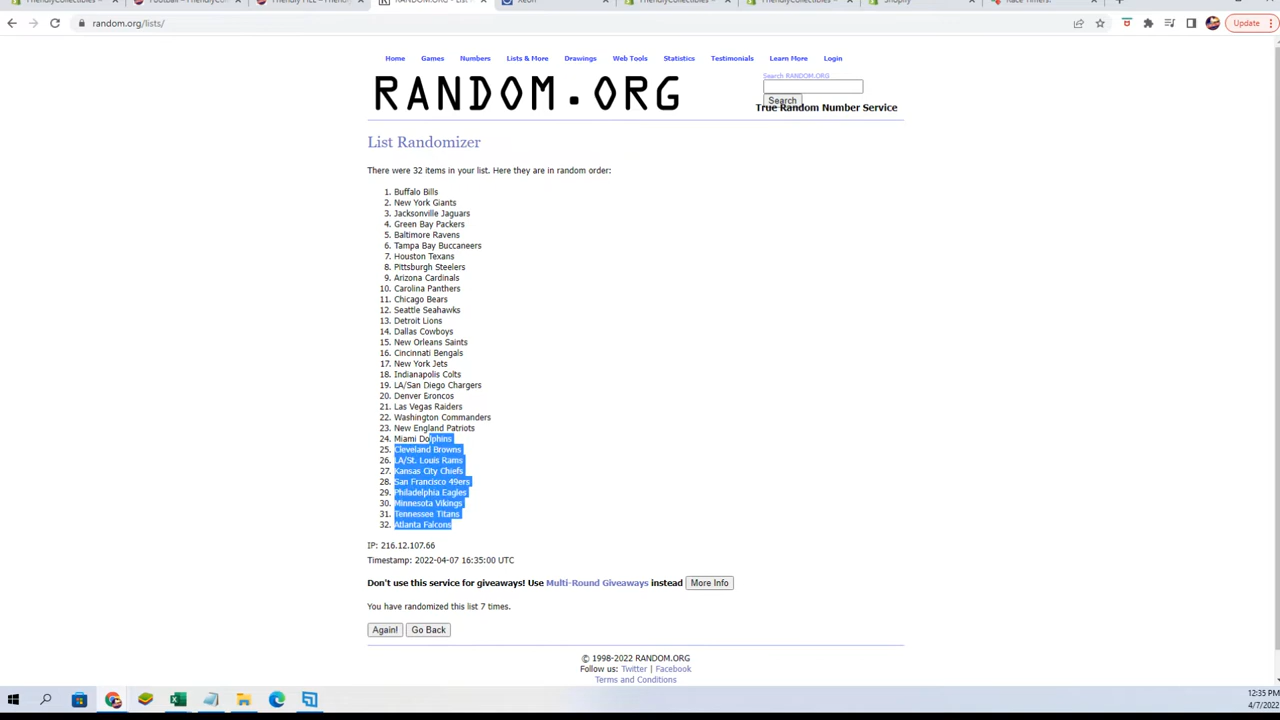 random.org/lists/
Update
Home Games Numbers Lists & More Drawings Web Tools Statistics Testimonials Learn More Login
Search RANDOM.ORG
RANDOM.ORG
Search
True Random Number Service
List Randomizer
There were 32 items in your list. Here they are in random order:
1. Buffalo Bills
2. New York Giants
3. Jacksonville Jaguars
4. Green Bay Packers
5. Baltimore Ravens
6. Tampa Bay Buccaneers
7. Houston Texans
8. Pittsburgh Steelers
9. Arizona Cardinals
10. Carolina Panthers
11. Chicago Bears
12. Seattle Seahawks
13. Detroit Lions
14. Dallas Cowboys
15. New Orleans Saints
16. Cincinnati Bengals
17. New York Jets
18. Indianapolis Colts
19. LA/San Diego Chargers
20. Denver Broncos
21. Las Vegas Raiders
22. Washington Commanders
23. New England Patriots
24. Miami Dolphins
25. Cleveland Browns
26. LA/St. Louis Rams
27. Kansas City Chiefs
28. San Francisco 49ers
29. Philadelphia Eagles
30. Minnesota Vikings
31. Tennessee Titans
32. Atlanta Falcons
IP: 216.12.107.66
Timestamp: 2022-04-07 16:35:00 UTC
Don't use this service for giveaways! Use Multi-Round Giveaways instead More Info
You have randomized this list 7 times.
Again! Go Back
© 1998-2022 RANDOM.ORG
Follow us: Twitter | Facebook
Terms and Conditions
12:35 PM
4/7/2022